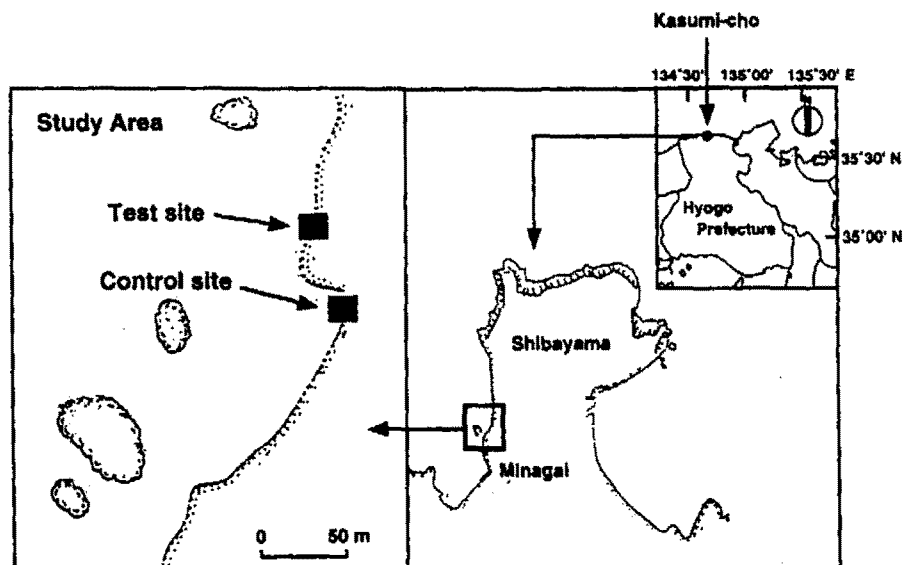 Kasumi-cho
134°30' 135°00' 135°30' E
Study Area
35°30' N
Test site
Hyogo
Prefecture
35°00' N
Control site
Shibayama
Minagai
0 50 m